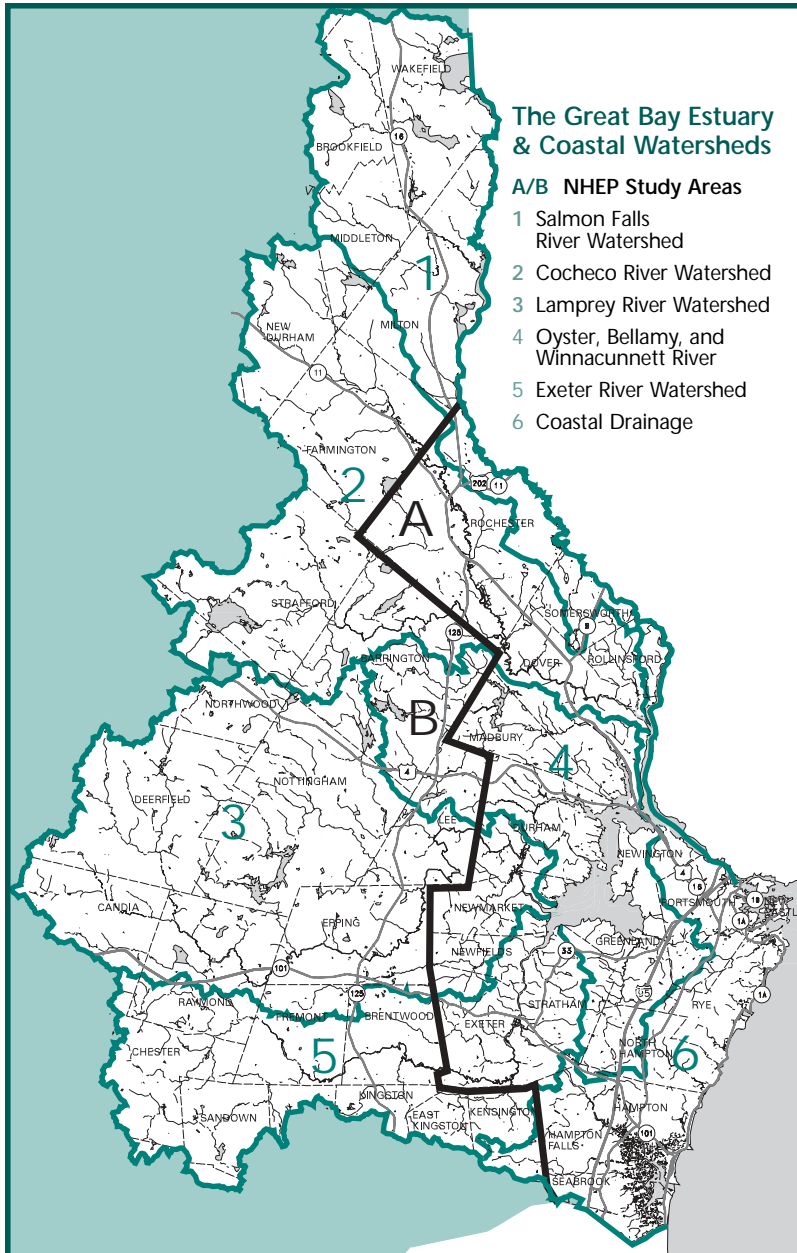 The Great Bay Estuary
& Coastal Watersheds
A/B NHEP Study Areas
1 Salmon Falls
River Watershed
2 Cocheco River Watershed
3 Lamprey River Watershed
4 Oyster, Bellamy, and
Winnacunnett River
5 Exeter River Watershed
6 Coastal Drainage
WAKEFIELD
16
BROOKFIELD
MIDDLETON
1
MILTON
NEW
DURHAM
11
FARMINGTON
2
A
202
11
ROCHESTER
STRAFFORD
SOMERSWORTH
125
ROLLINSFORD
DOVER
BARRINGTON
NORTHWOOD
B
MADBURY
4
4
NOTTINGHAM
DEERFIELD
3
LEE
DURHAM
NEWINGTON
4
16
1B
PORTSMOUTH
NEW
CASTL
1A
CANDIA
EPPING
NEWMARKET
NEWFIELDS
33
GREENLAND
101
125
95
1A
RAYMOND
FREMONT
BRENTWOOD
STRATHAM
RYE
EXETER
CHESTER
5
NORTH
HAMPTON
6
KINGSTON
SANDOWN
EAST
KINGSTON
KENSINGTON
HAMPTON
101
HAMPTON
FALLS
SEABROOK